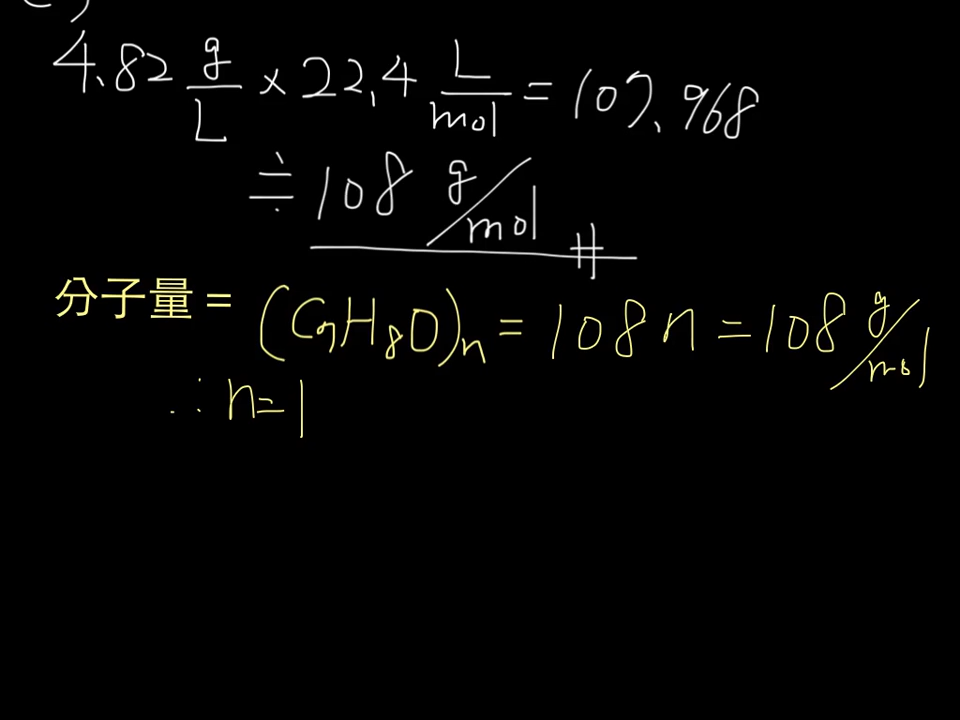 4.82 g/L × 22.4 L/mol = 107.968
≒ 108 g/mol #
分子量 = (C7H8O)n = 108n = 108 g/mol
∴ n=1